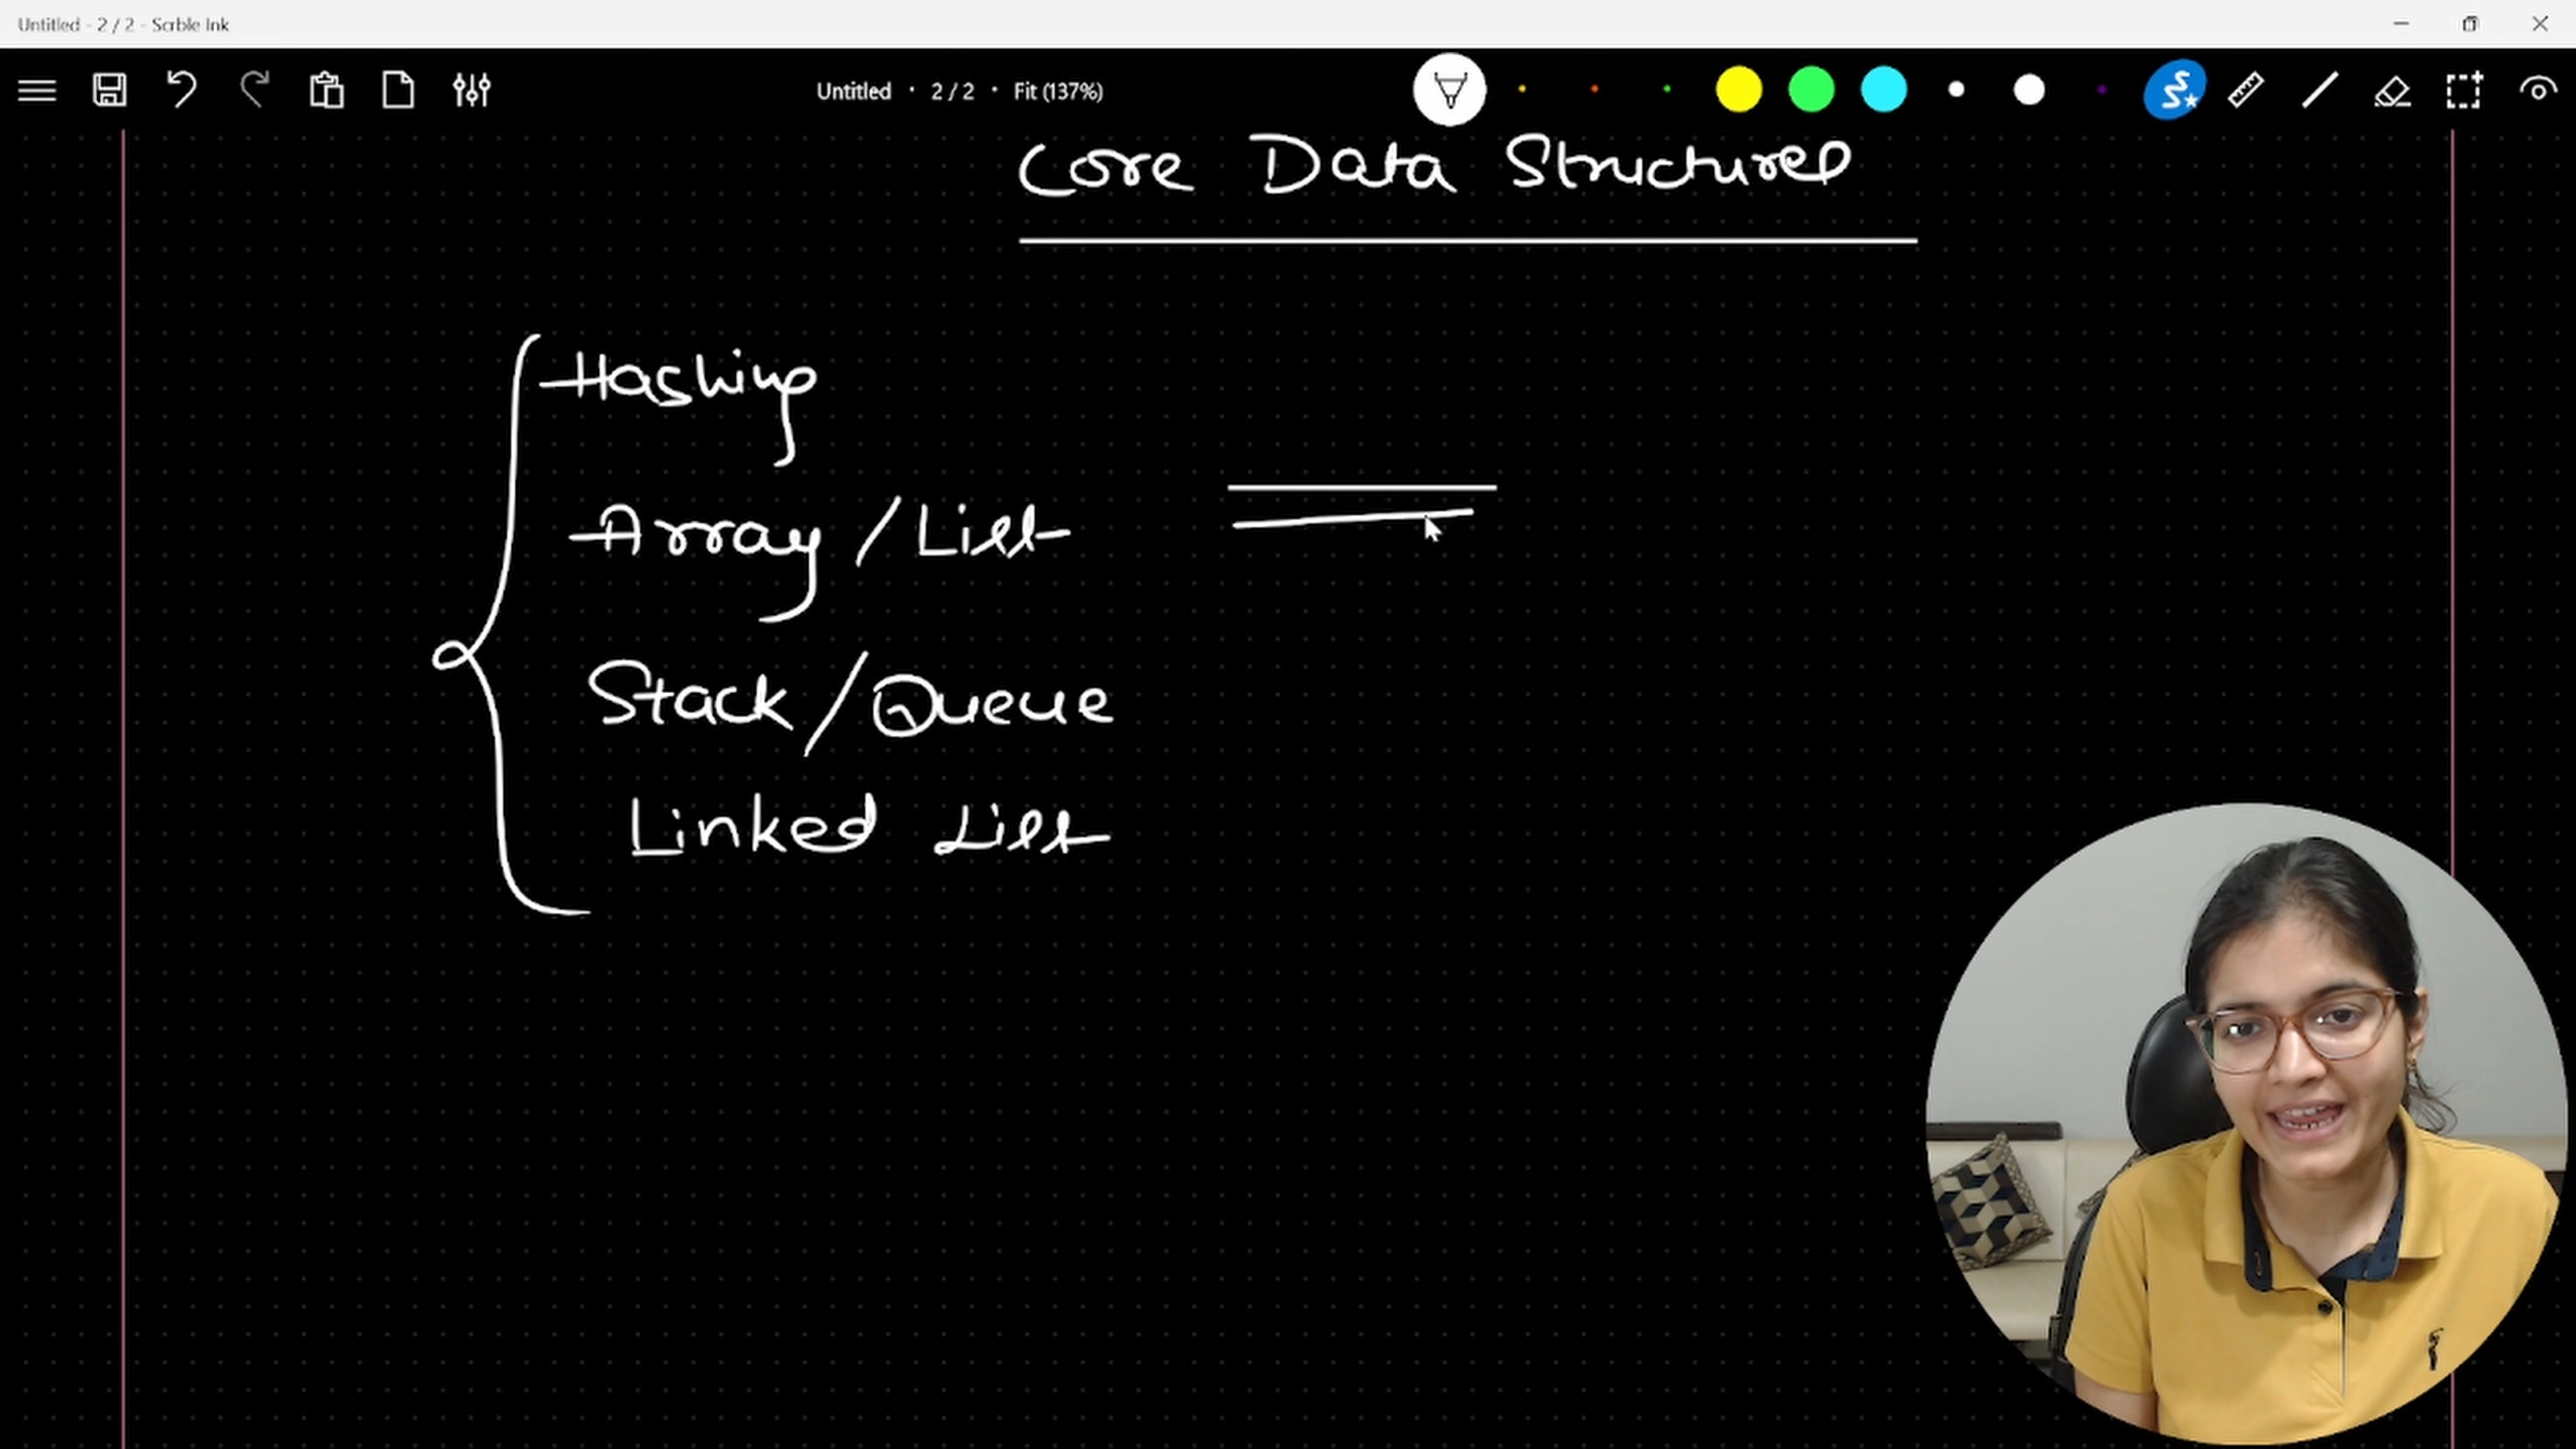 Untitled - 2 / 2 - Scrble Ink
Untitled • 2 / 2 • Fit (137%)
Core Data Structures
Hashing
Array / List
Stack / Queue
Linked List